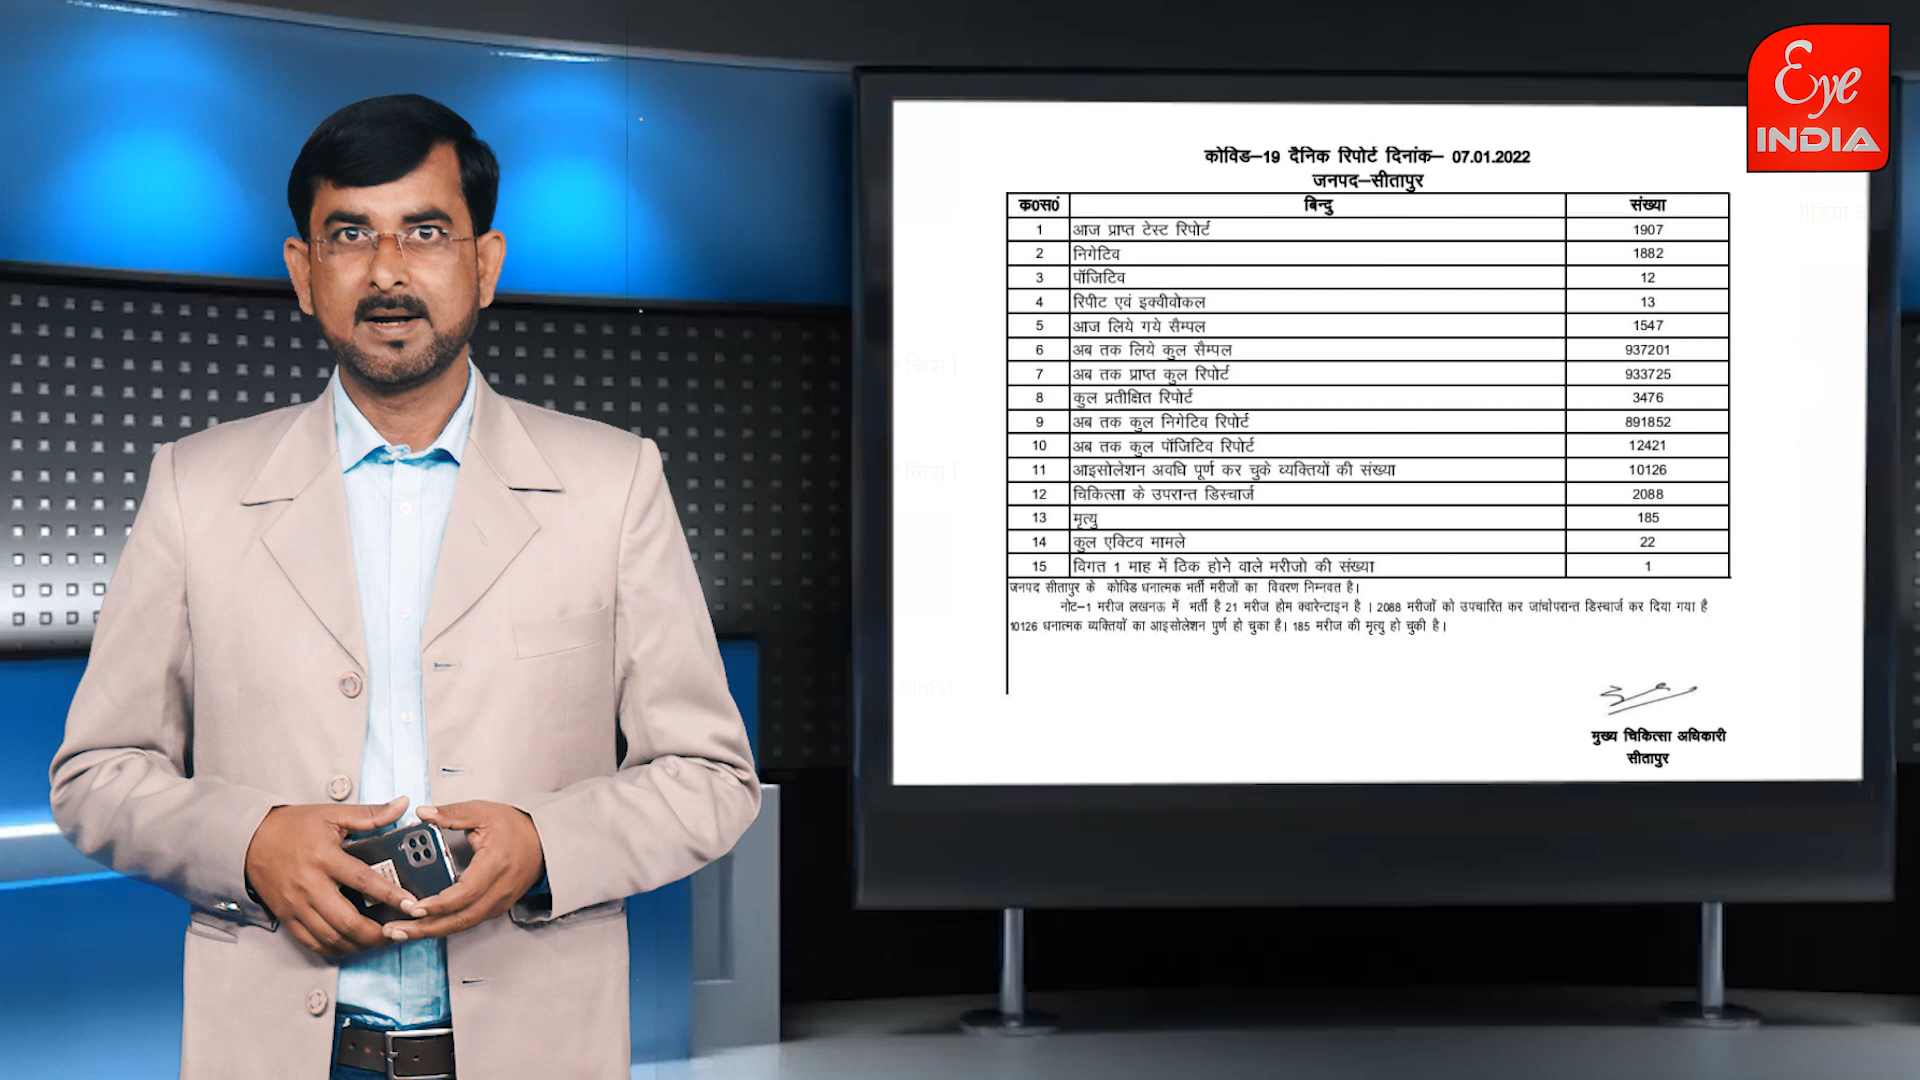 Eye
INDIA
कोविड–19 दैनिक रिपोर्ट दिनांक– 07.01.2022
जनपद–सीतापुर
क0स0ं बिन्दु संख्या
1 आज प्राप्त टेस्ट रिपोर्ट 1907
2 निगेटिव 1882
3 पॉजिटिव 12
4 रिपीट एवं इक्वीवोकल 13
5 आज लिये गये सैम्पल 1547
6 अब तक लिये कुल सैम्पल 937201
7 अब तक प्राप्त कुल रिपोर्ट 933725
8 कुल प्रतीक्षित रिपोर्ट 3476
9 अब तक कुल निगेटिव रिपोर्ट 891852
10 अब तक कुल पॉजिटिव रिपोर्ट 12421
11 आइसोलेशन अवधि पूर्ण कर चुके व्यक्तियों की संख्या 10126
12 चिकित्सा के उपरान्त डिस्चार्ज 2088
13 मृत्यु 185
14 कुल एक्टिव मामले 22
15 विगत 1 माह में ठिक होने वाले मरीजो की संख्या 1
जनपद सीतापुर के कोविड धनात्मक भर्ती मरीजों का विवरण निम्नवत है।
नोट–1 मरीज लखनऊ में भर्ती है 21 मरीज होम क्वारेन्टाइन है । 2088 मरीजों को उपचारित कर जांचोपरान्त डिस्चार्ज कर दिया गया है
10126 धनात्मक व्यक्तियों का आइसोलेशन पुर्ण हो चुका है। 185 मरीज की मृत्यु हो चुकी है।
मुख्य चिकित्सा अधिकारी
सीतापुर